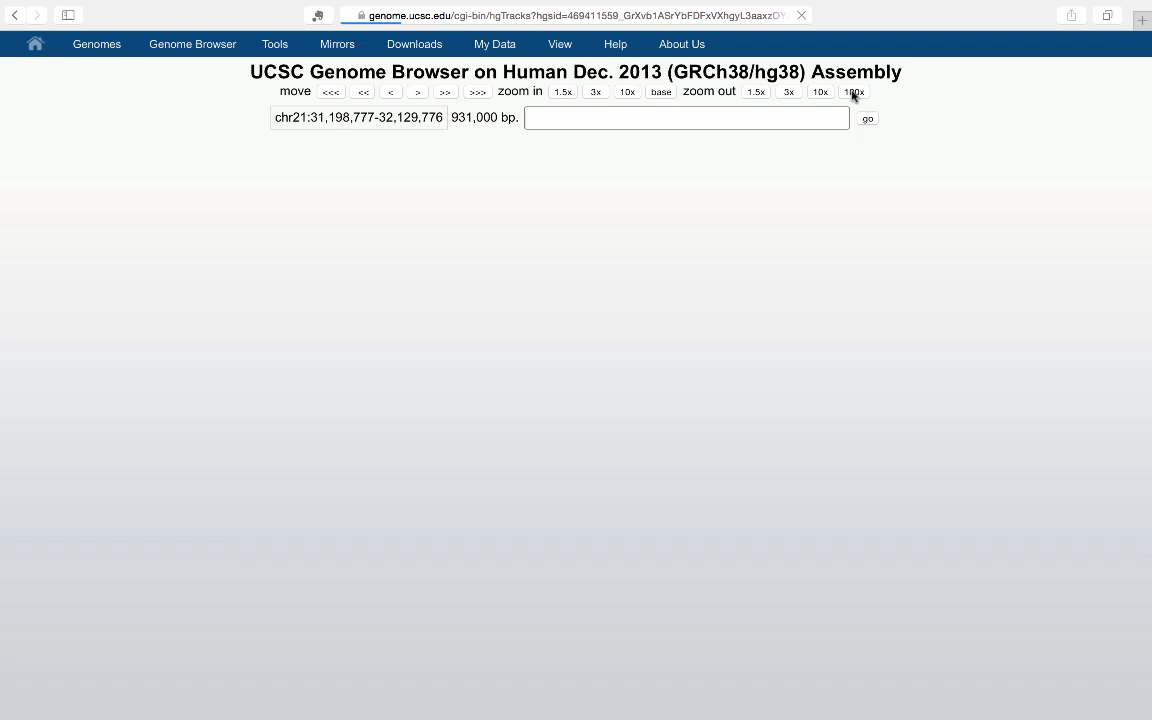 genome.ucsc.edu/cgi-bin/hgTracks?hgsid=469411559_GrXvb1ASrYbFDFxVXhgyL3aaxzO
Genomes Genome Browser Tools Mirrors Downloads My Data View Help About Us
UCSC Genome Browser on Human Dec. 2013 (GRCh38/hg38) Assembly
move <<< << < > >> >>> zoom in 1.5x 3x 10x base zoom out 1.5x 3x 10x 100x
chr21:31,198,777-32,129,776 931,000 bp. go